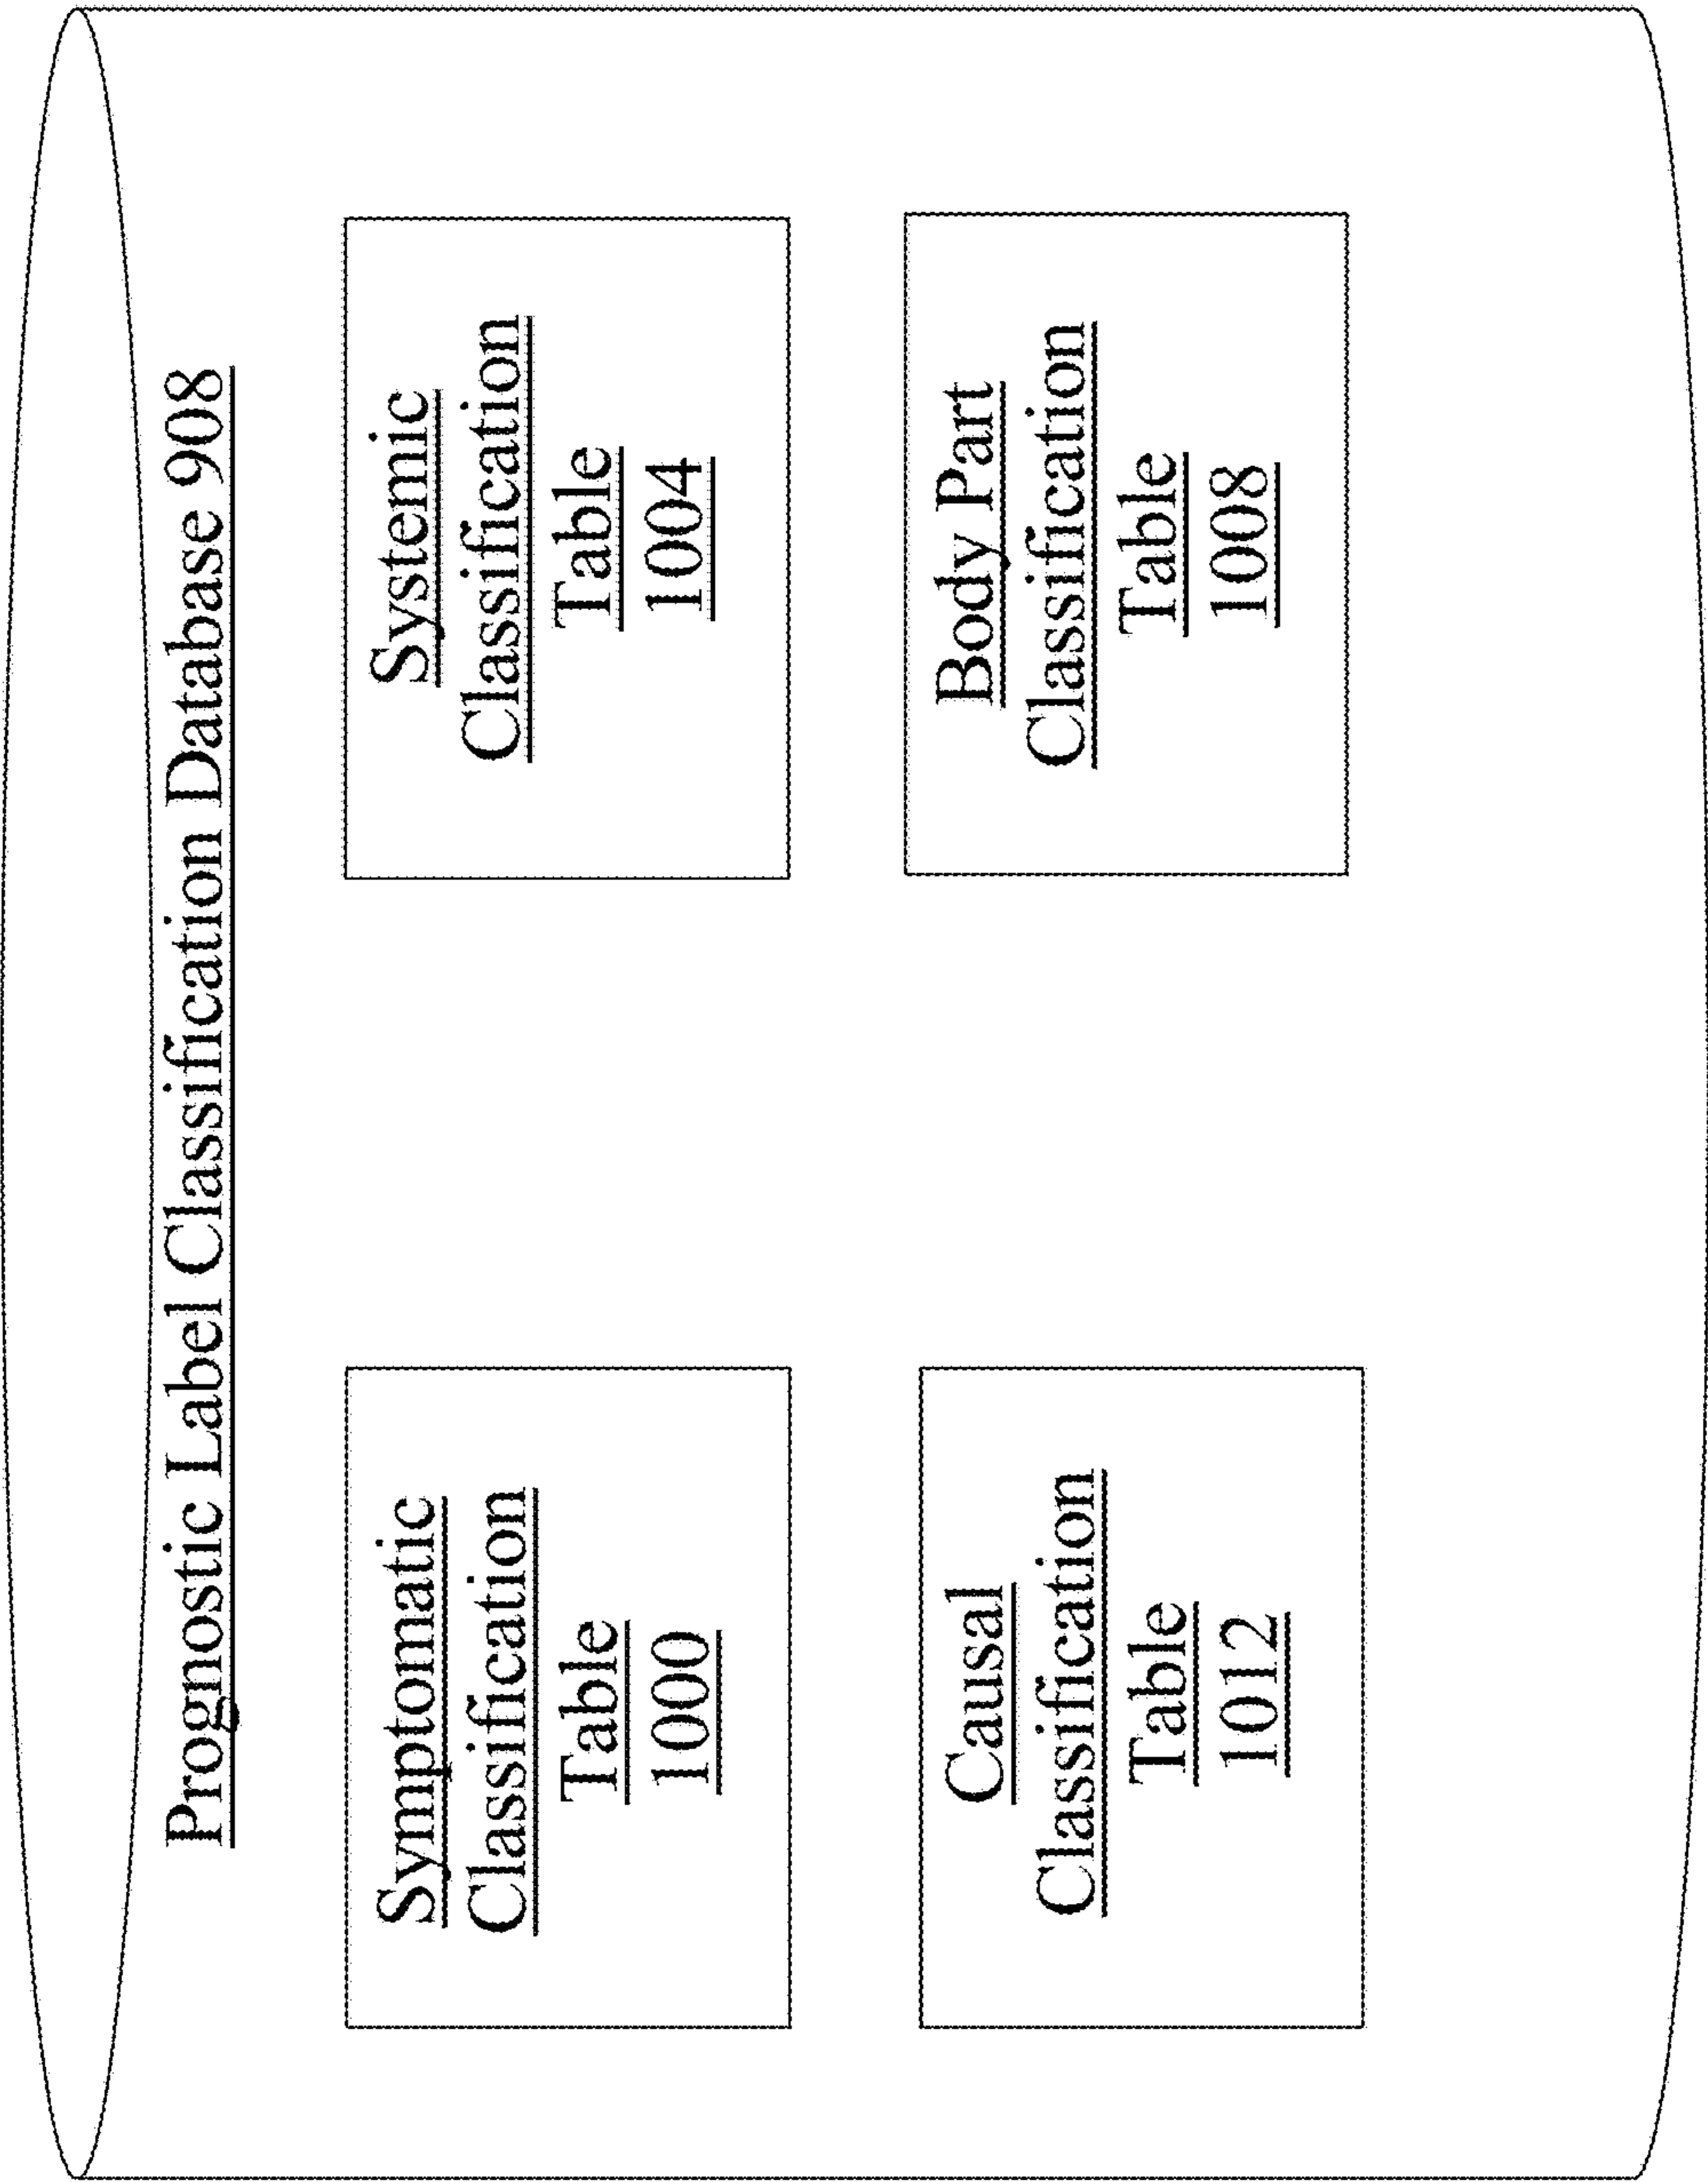 Prognostic Label Classification Database 908
Symptomatic
Classification
Table
1000
Systemic
Classification
Table
1004
Causal
Classification
Table
1012
Body Part
Classification
Table
1008